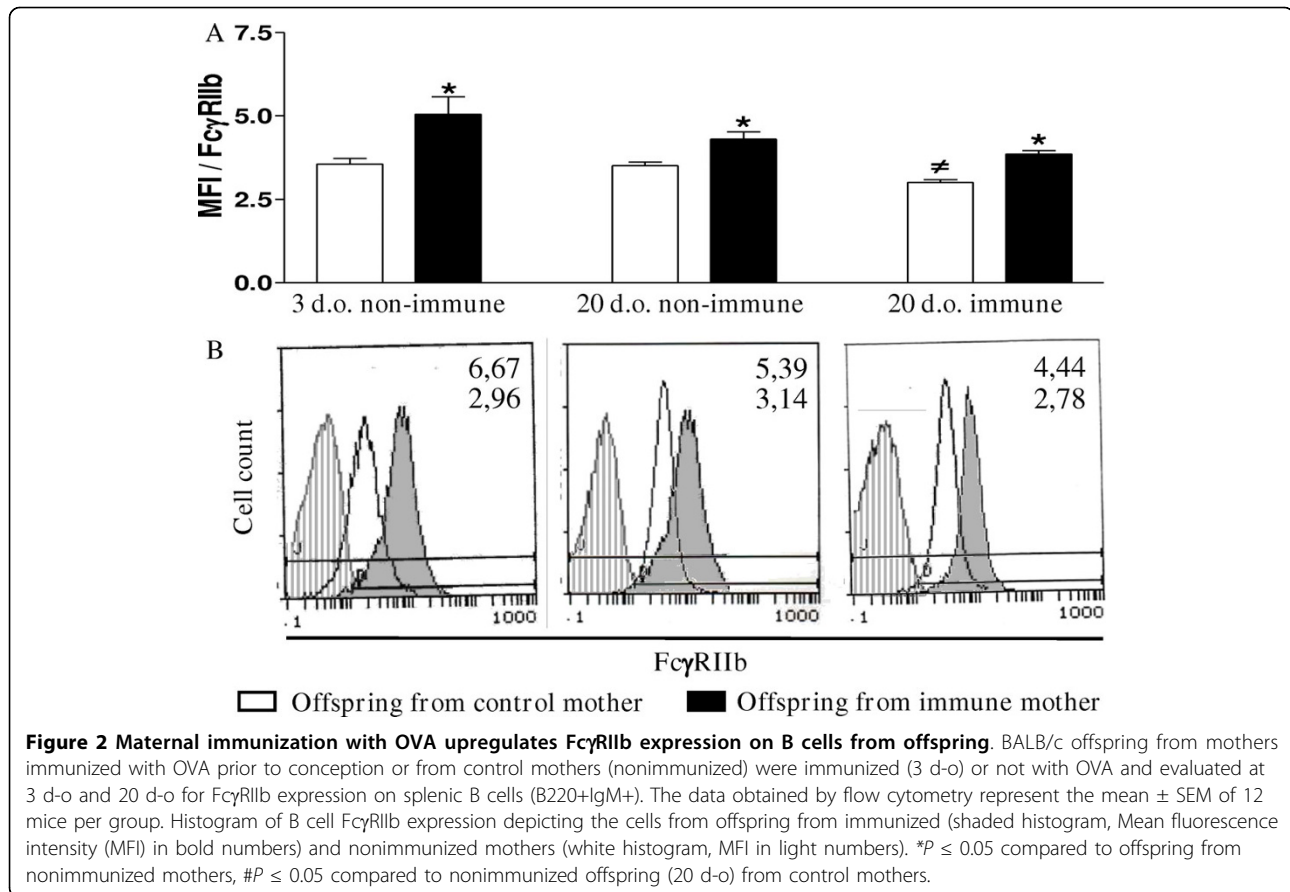 A
7.5
5.0
2.5
0.0
MFI / FcγRIIb
*
*
≠
*
3 d.o. non-immune
20 d.o. non-immune
20 d.o. immune
B
Cell count
6,67
2,96
5,39
3,14
4,44
2,78
.1
1000
.1
1000
.1
1000
FcγRIIb
Offspring from control mother
Offspring from immune mother
Figure 2 Maternal immunization with OVA upregulates FcγRIIb expression on B cells from offspring. BALB/c offspring from mothers
immunized with OVA prior to conception or from control mothers (nonimmunized) were immunized (3 d-o) or not with OVA and evaluated at
3 d-o and 20 d-o for FcγRIIb expression on splenic B cells (B220+IgM+). The data obtained by flow cytometry represent the mean ± SEM of 12
mice per group. Histogram of B cell FcγRIIb expression depicting the cells from offspring from immunized (shaded histogram, Mean fluorescence
intensity (MFI) in bold numbers) and nonimmunized mothers (white histogram, MFI in light numbers). *P ≤ 0.05 compared to offspring from
nonimmunized mothers, #P ≤ 0.05 compared to nonimmunized offspring (20 d-o) from control mothers.